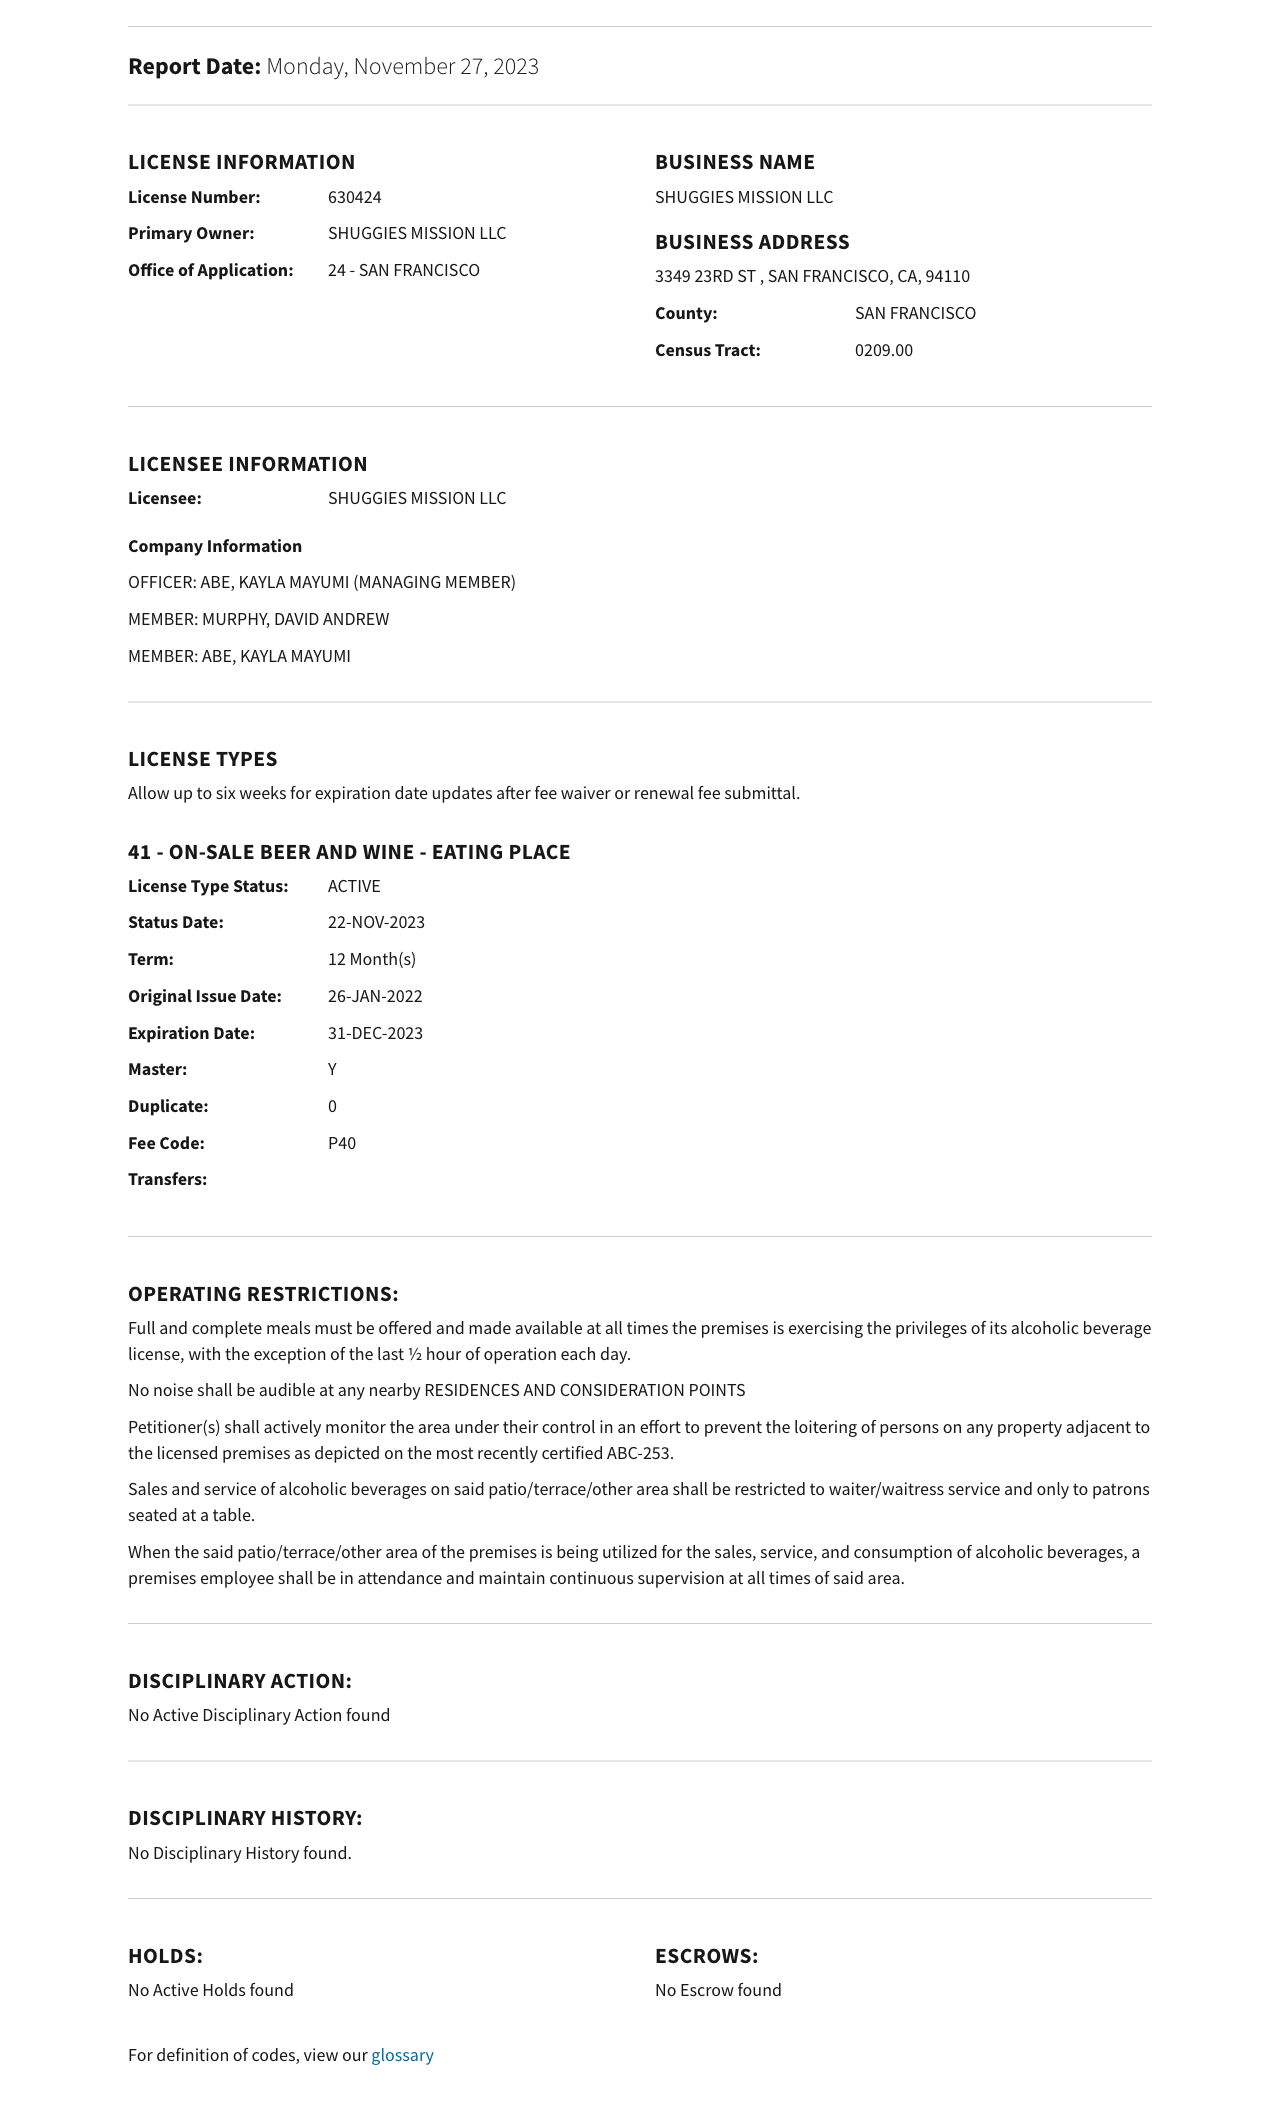 Report Date: Monday, November 27, 2023
LICENSE INFORMATION
License Number: 630424
Primary Owner: SHUGGIES MISSION LLC
Office of Application: 24 - SAN FRANCISCO
BUSINESS NAME
SHUGGIES MISSION LLC
BUSINESS ADDRESS
3349 23RD ST , SAN FRANCISCO, CA, 94110
County: SAN FRANCISCO
Census Tract: 0209.00
LICENSEE INFORMATION
Licensee: SHUGGIES MISSION LLC
Company Information
OFFICER: ABE, KAYLA MAYUMI (MANAGING MEMBER)
MEMBER: MURPHY, DAVID ANDREW
MEMBER: ABE, KAYLA MAYUMI
LICENSE TYPES
Allow up to six weeks for expiration date updates after fee waiver or renewal fee submittal.
41 - ON-SALE BEER AND WINE - EATING PLACE
License Type Status: ACTIVE
Status Date: 22-NOV-2023
Term: 12 Month(s)
Original Issue Date: 26-JAN-2022
Expiration Date: 31-DEC-2023
Master: Y
Duplicate: 0
Fee Code: P40
Transfers:
OPERATING RESTRICTIONS:
Full and complete meals must be offered and made available at all times the premises is exercising the privileges of its alcoholic beverage
license, with the exception of the last ½ hour of operation each day.
No noise shall be audible at any nearby RESIDENCES AND CONSIDERATION POINTS
Petitioner(s) shall actively monitor the area under their control in an effort to prevent the loitering of persons on any property adjacent to
the licensed premises as depicted on the most recently certified ABC-253.
Sales and service of alcoholic beverages on said patio/terrace/other area shall be restricted to waiter/waitress service and only to patrons
seated at a table.
When the said patio/terrace/other area of the premises is being utilized for the sales, service, and consumption of alcoholic beverages, a
premises employee shall be in attendance and maintain continuous supervision at all times of said area.
DISCIPLINARY ACTION:
No Active Disciplinary Action found
DISCIPLINARY HISTORY:
No Disciplinary History found.
HOLDS:
No Active Holds found
ESCROWS:
No Escrow found
For definition of codes, view our glossary